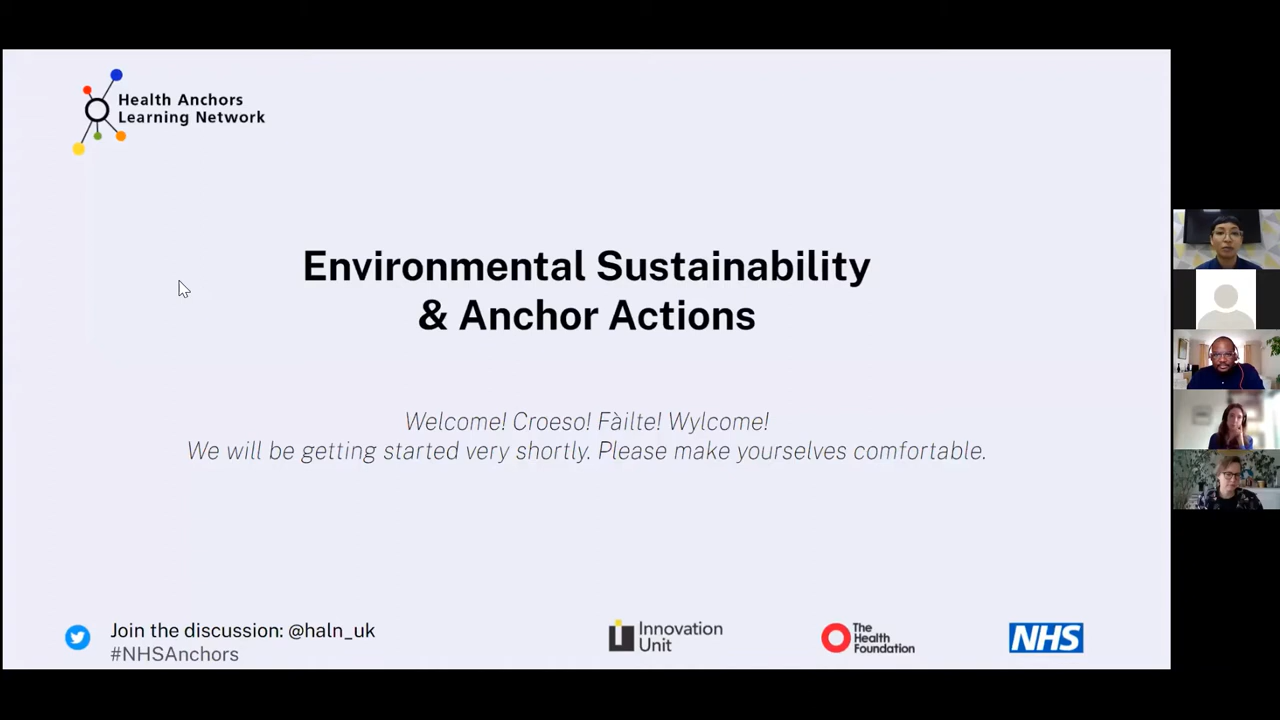 Health Anchors
Learning Network
Environmental Sustainability
& Anchor Actions
Welcome! Croeso! Fàilte! Wylcome!
We will be getting started very shortly. Please make yourselves comfortable.
Join the discussion: @haln_uk
#NHSAnchors
Innovation
Unit
The
Health
Foundation
NHS